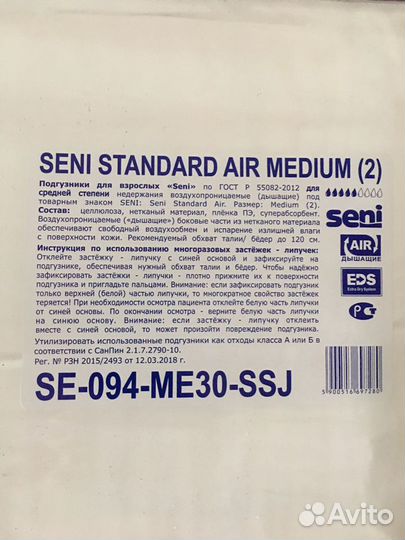 SENI STANDARD AIR MEDIUM (2)
Подгузники для взрослых «Seni» по ГОСТ Р 55082-2012 для
средней степени недержания воздухопроницаемые (дышащие) под
товарным знаком SENI: Seni Standard Air. Размер: Medium (2).
Состав: целлюлоза, нетканый материал, плёнка ПЭ, суперабсорбент.
Воздухопроницаемые («дышащие») боковые части из нетканого материала
обеспечивают свободный воздухообмен и испарение излишней влаги
с поверхности кожи. Рекомендуемый обхват талии/ бёдер до 120 см.
Инструкция по использованию многоразовых застёжек - липучек:
Отклейте застёжку - липучку с синей основой и зафиксируйте на
подгузнике, обеспечивая нужный обхват талии и бёдер. Чтобы надёжно
зафиксировать застёжку - липучку, плотно прижмите к поверхности
подгузника и пригладьте пальцами. Внимание: если зафиксировать подгузник
только верхней (белой) частью липучки, то многократное свойство застёжек
теряется! При необходимости осмотра пациента отклейте белую часть липучки
от синей основы. По окончании осмотра - верните белую часть липучки
на синюю основу. Внимание: если отклеить застёжку - липучку вместе
с синей основой, то может произойти повреждение подгузника.
Утилизировать использованные подгузники как отходы класса А или Б в
соответствии с СанПин 2.1.7.2790-10.
Рег. № РЗН 2015/2493 от 12.03.2018 г.
SE-094-ME30-SSJ
seni
AIR
ДЫШАЩИЕ
EDS
Extra Dry System
РСТ
5900516697280
Avito